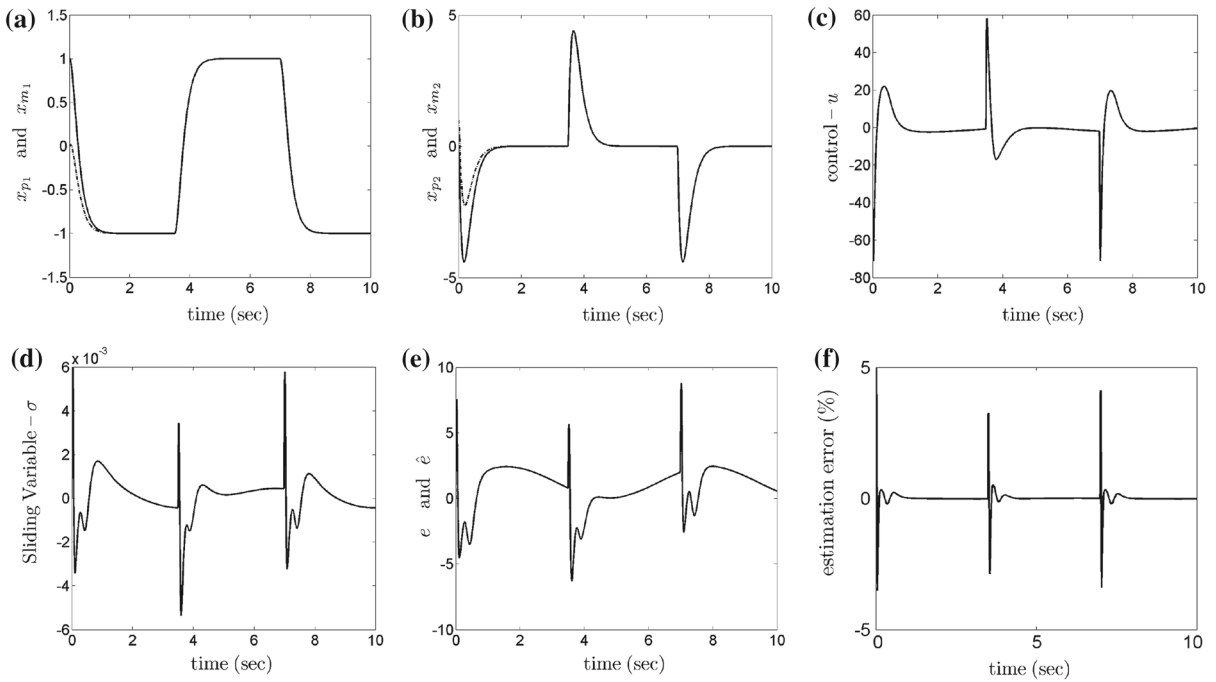 (a)
1.5
1
0.5
0
-0.5
-1
-1.5
0 2 4 6 8 10
time (sec)
x_{p_1} and x_{m_1}
(b)
5
0
-5
0 2 4 6 8 10
time (sec)
x_{p_2} and x_{m_2}
(c)
60
40
20
0
-20
-40
-60
-80
0 2 4 6 8 10
time (sec)
control – u
(d)
x 10^{-3}
6
4
2
0
-2
-4
-6
0 2 4 6 8 10
time (sec)
Sliding Variable – σ
(e)
10
5
0
-5
-10
0 2 4 6 8 10
time (sec)
e and ê
(f)
5
0
-5
0 5 10
time (sec)
estimation error (%)